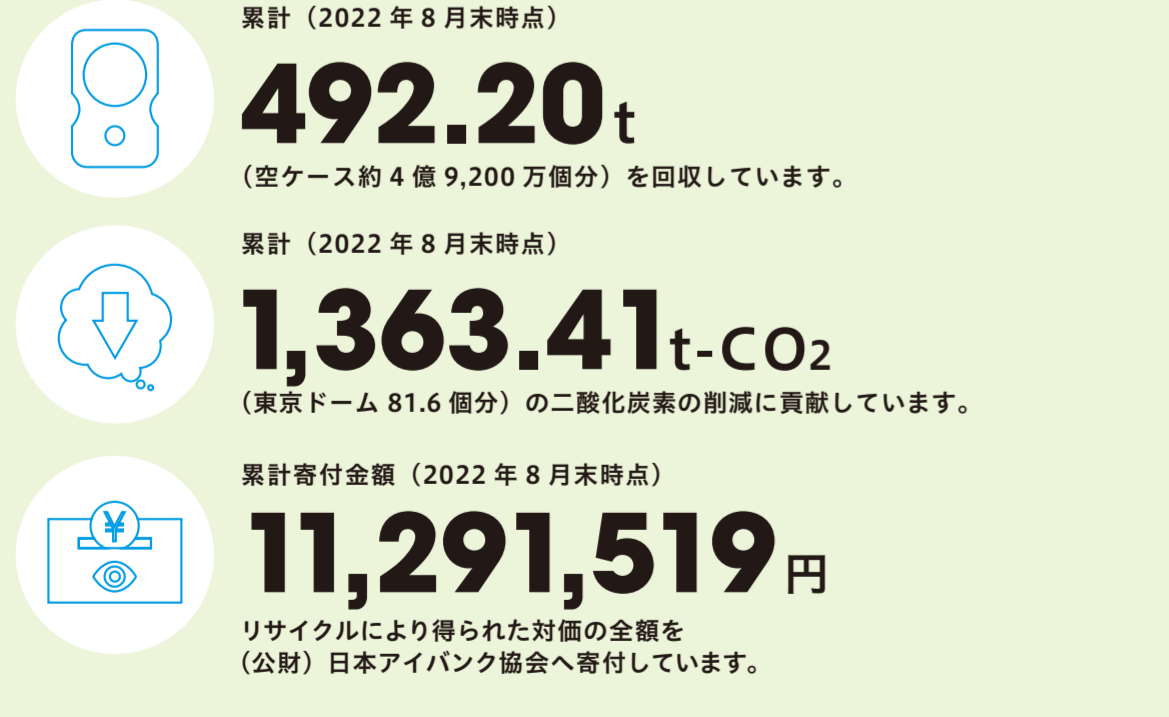 累計（2022 年 8 月末時点）
492.20t
（空ケース約 4 億 9,200 万個分）を回収しています。
累計（2022 年 8 月末時点）
1,363.41t-CO₂
（東京ドーム 81.6 個分）の二酸化炭素の削減に貢献しています。
¥
累計寄付金額（2022 年 8 月末時点）
11,291,519円
リサイクルにより得られた対価の全額を
（公財）日本アイバンク協会へ寄付しています。